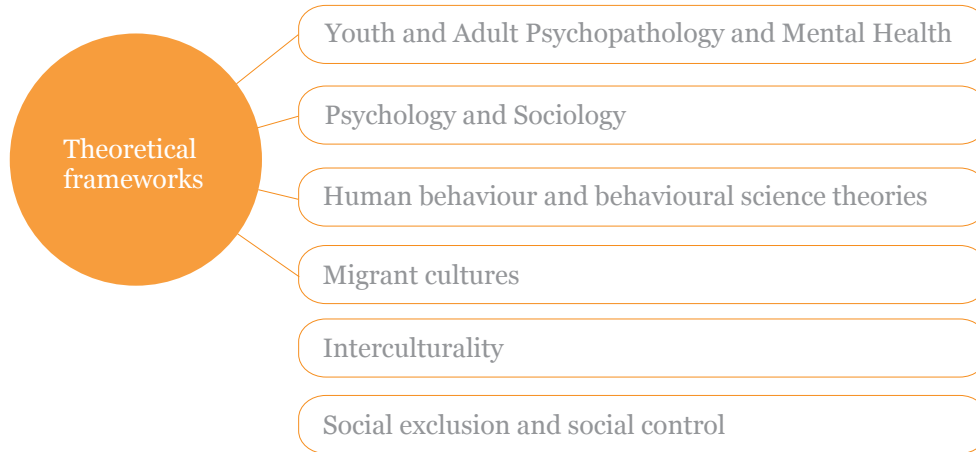 Theoretical
frameworks
Youth and Adult Psychopathology and Mental Health
Psychology and Sociology
Human behaviour and behavioural science theories
Migrant cultures
Interculturality
Social exclusion and social control